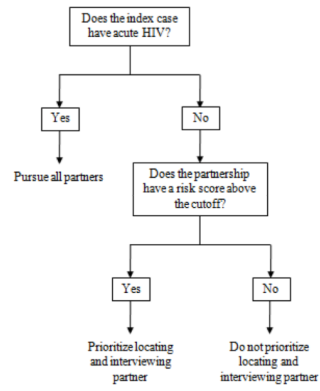 Does the index case
have acute HIV?
Yes
No
Pursue all partners
Does the partnership
have a risk score above
the cutoff?
Yes
No
Prioritize locating
and interviewing
partner
Do not prioritize
locating and
interviewing partner